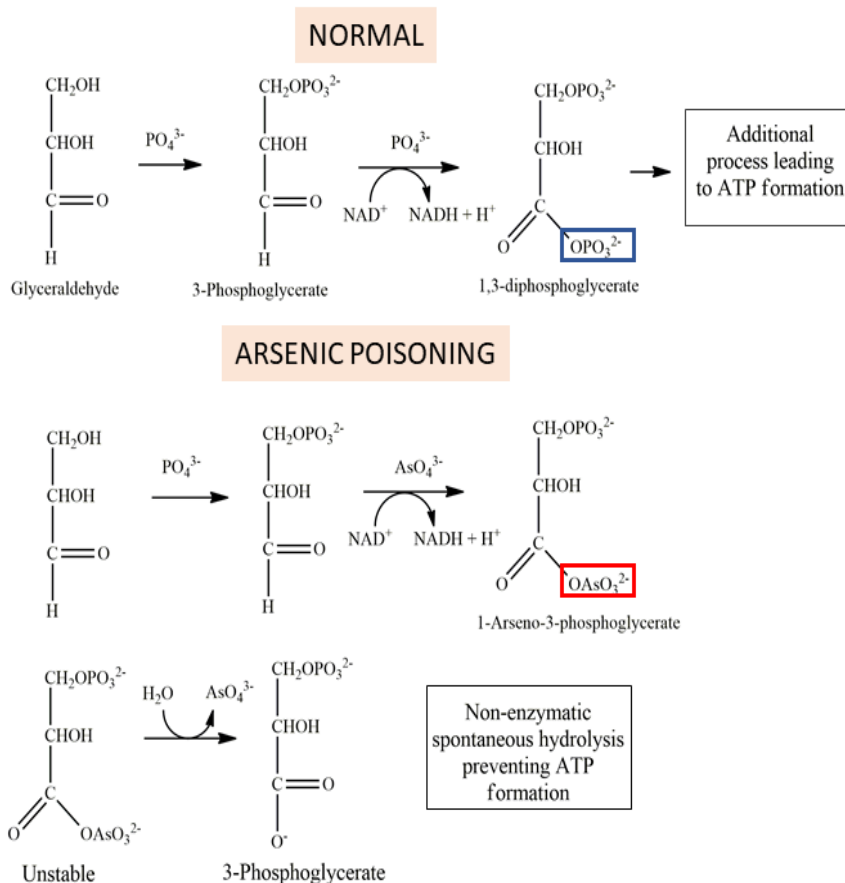 NORMAL
CH₂OH
CHOH
C=O
H
Glyceraldehyde
PO₄³⁻
CH₂OPO₃²⁻
CHOH
C=O
H
3-Phosphoglycerate
PO₄³⁻
NAD⁺ NADH + H⁺
CH₂OPO₃²⁻
CHOH
C
O
OPO₃²⁻
1,3-diphosphoglycerate
Additional
process leading
to ATP formation
ARSENIC POISONING
CH₂OH
CHOH
C=O
H
PO₄³⁻
CH₂OPO₃²⁻
CHOH
C=O
H
AsO₄³⁻
NAD⁺ NADH + H⁺
CH₂OPO₃²⁻
CHOH
C
O
OAsO₃²⁻
1-Arseno-3-phosphoglycerate
CH₂OPO₃²⁻
CHOH
C
O
OAsO₃²⁻
Unstable
H₂O AsO₄³⁻
CH₂OPO₃²⁻
CHOH
C=O
O⁻
3-Phosphoglycerate
Non-enzymatic
spontaneous hydrolysis
preventing ATP
formation